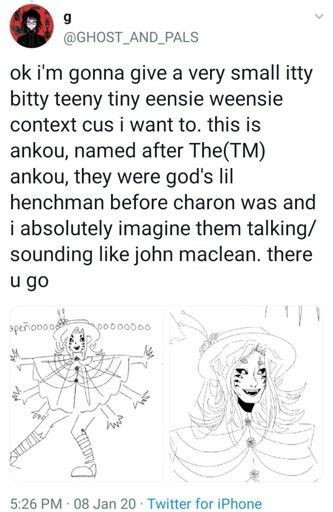 g
@GHOST_AND_PALS
ok i'm gonna give a very small itty
bitty teeny tiny eensie weensie
context cus i want to. this is
ankou, named after The(TM)
ankou, they were god's lil
henchman before charon was and
i absolutely imagine them talking/
sounding like john maclean. there
u go
5:26 PM · 08 Jan 20 · Twitter for iPhone